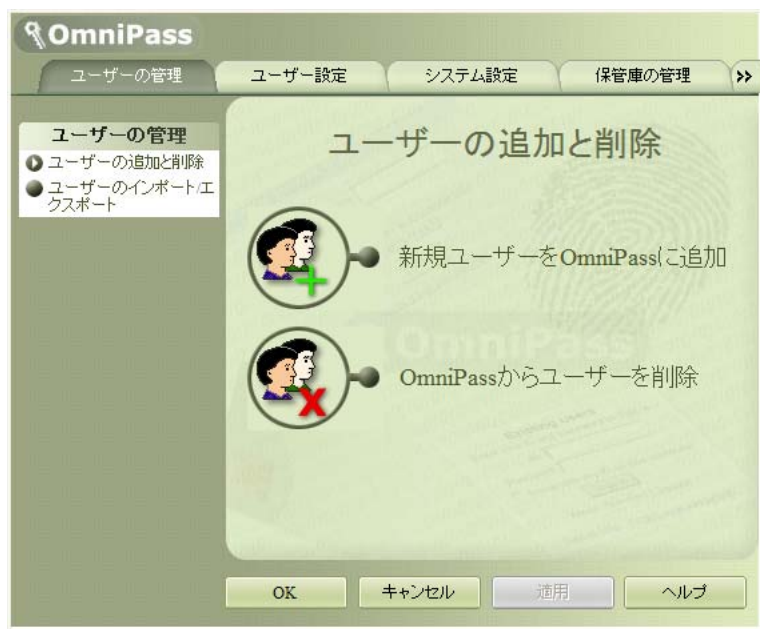 OmniPass
ユーザーの管理
ユーザー設定
システム設定
保管庫の管理
>>
ユーザーの管理
ユーザーの追加と削除
ユーザーのインポート/エ
クスポート
ユーザーの追加と削除
新規ユーザーをOmniPassに追加
OmniPass
OmniPassからユーザーを削除
OK
キャンセル
適用
ヘルプ